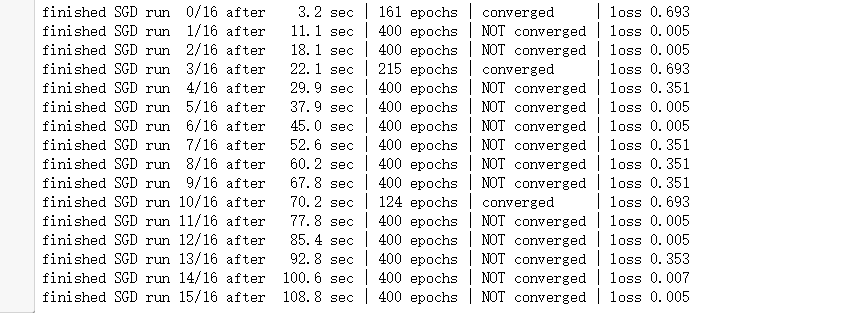 finished SGD run  0/16 after    3.2 sec | 161 epochs | converged     | loss 0.693
finished SGD run  1/16 after   11.1 sec | 400 epochs | NOT converged | loss 0.005
finished SGD run  2/16 after   18.1 sec | 400 epochs | NOT converged | loss 0.005
finished SGD run  3/16 after   22.1 sec | 215 epochs | converged     | loss 0.693
finished SGD run  4/16 after   29.9 sec | 400 epochs | NOT converged | loss 0.351
finished SGD run  5/16 after   37.9 sec | 400 epochs | NOT converged | loss 0.005
finished SGD run  6/16 after   45.0 sec | 400 epochs | NOT converged | loss 0.005
finished SGD run  7/16 after   52.6 sec | 400 epochs | NOT converged | loss 0.351
finished SGD run  8/16 after   60.2 sec | 400 epochs | NOT converged | loss 0.351
finished SGD run  9/16 after   67.8 sec | 400 epochs | NOT converged | loss 0.351
finished SGD run 10/16 after   70.2 sec | 124 epochs | converged     | loss 0.693
finished SGD run 11/16 after   77.8 sec | 400 epochs | NOT converged | loss 0.005
finished SGD run 12/16 after   85.4 sec | 400 epochs | NOT converged | loss 0.005
finished SGD run 13/16 after   92.8 sec | 400 epochs | NOT converged | loss 0.353
finished SGD run 14/16 after  100.6 sec | 400 epochs | NOT converged | loss 0.007
finished SGD run 15/16 after  108.8 sec | 400 epochs | NOT converged | loss 0.005